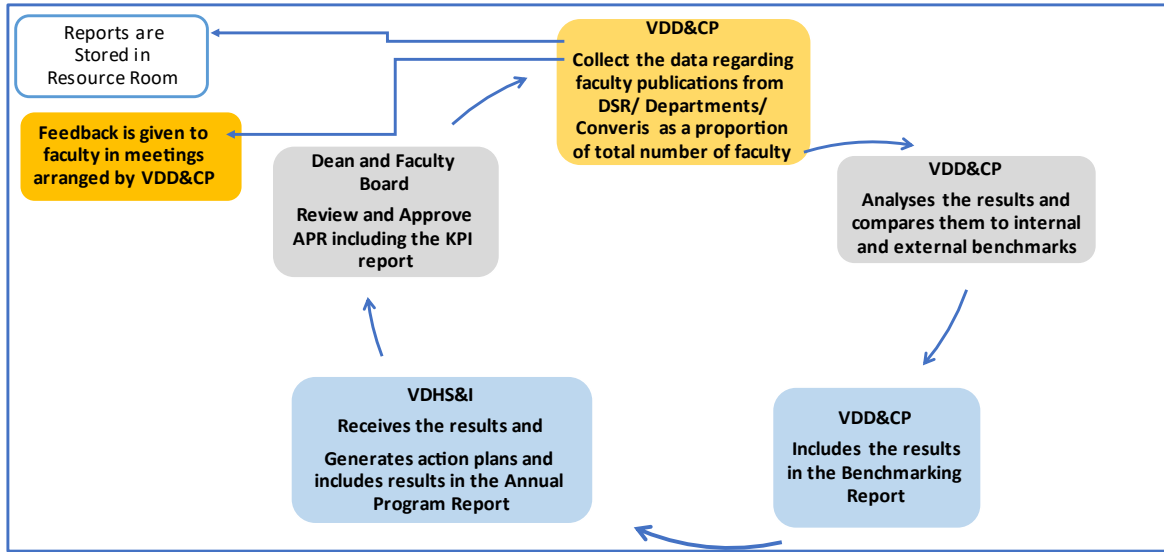 Reports are
Stored in
Resource Room
Feedback is given to
faculty in meetings
arranged by VDD&CP
VDD&CP
Collect the data regarding
faculty publications from
DSR/ Departments/
Converis as a proportion
of total number of faculty
VDD&CP
Analyses the results and
compares them to internal
and external benchmarks
VDD&CP
Includes the results
in the Benchmarking
Report
VDHS&I
Receives the results and
Generates action plans and
includes results in the Annual
Program Report
Dean and Faculty
Board
Review and Approve
APR including the KPI
report